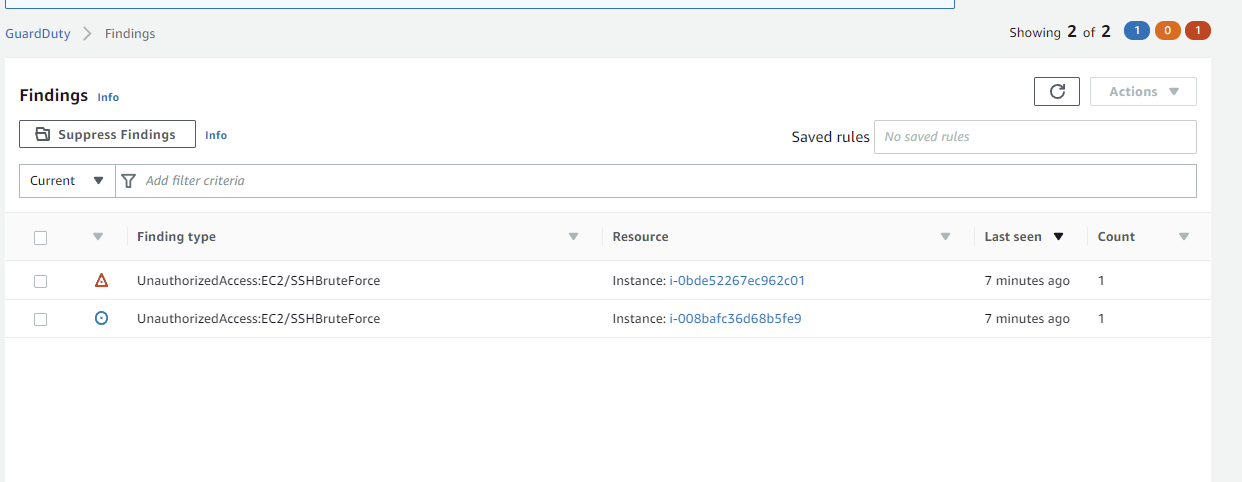 GuardDuty > Findings
Showing 2 of 2 1 0 1
Findings Info
Actions
Suppress Findings Info
Saved rules No saved rules
Current Add filter criteria
Finding type Resource Last seen Count
UnauthorizedAccess:EC2/SSHBruteForce Instance: i-0bde52267ec962c01 7 minutes ago 1
UnauthorizedAccess:EC2/SSHBruteForce Instance: i-008bafc36d68b5fe9 7 minutes ago 1